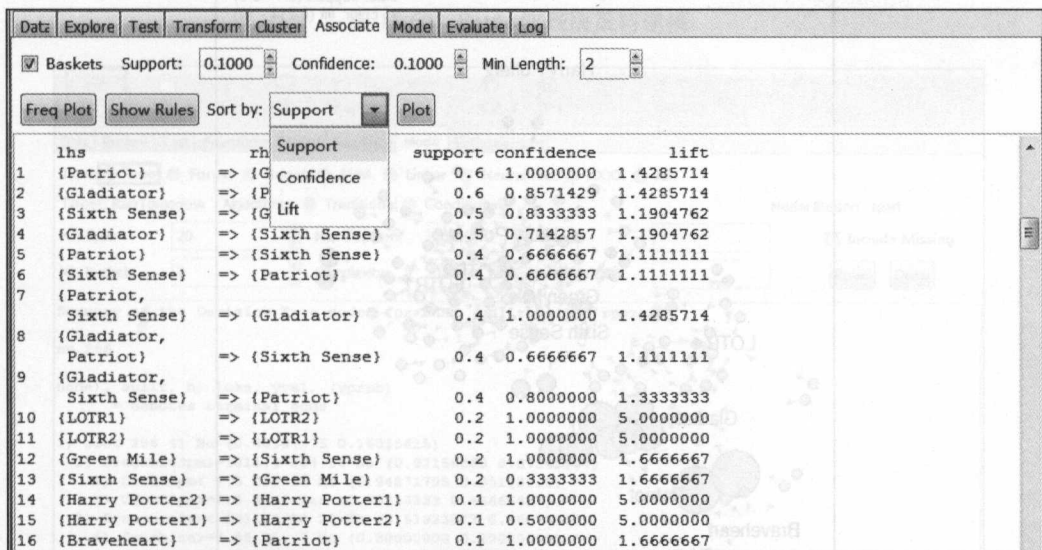 Data Explore Test Transform Cluster Associate Model Evaluate Log
Baskets Support: 0.1000 Confidence: 0.1000 Min Length: 2
Freq Plot Show Rules Sort by: Support Plot
Support
Confidence
Lift
lhs rh support confidence lift
1 {Patriot} => {G 0.6 1.0000000 1.4285714
2 {Gladiator} => {P 0.6 0.8571429 1.4285714
3 {Sixth Sense} => {G 0.5 0.8333333 1.1904762
4 {Gladiator} => {Sixth Sense} 0.5 0.7142857 1.1904762
5 {Patriot} => {Sixth Sense} 0.4 0.6666667 1.1111111
6 {Sixth Sense} => {Patriot} 0.4 0.6666667 1.1111111
7 {Patriot,
Sixth Sense} => {Gladiator} 0.4 1.0000000 1.4285714
8 {Gladiator,
Patriot} => {Sixth Sense} 0.4 0.6666667 1.1111111
9 {Gladiator,
Sixth Sense} => {Patriot} 0.4 0.8000000 1.3333333
10 {LOTR1} => {LOTR2} 0.2 1.0000000 5.0000000
11 {LOTR2} => {LOTR1} 0.2 1.0000000 5.0000000
12 {Green Mile} => {Sixth Sense} 0.2 1.0000000 1.6666667
13 {Sixth Sense} => {Green Mile} 0.2 0.3333333 1.6666667
14 {Harry Potter2} => {Harry Potter1} 0.1 1.0000000 5.0000000
15 {Harry Potter1} => {Harry Potter2} 0.1 0.5000000 5.0000000
16 {Braveheart} => {Patriot} 0.1 1.0000000 1.6666667